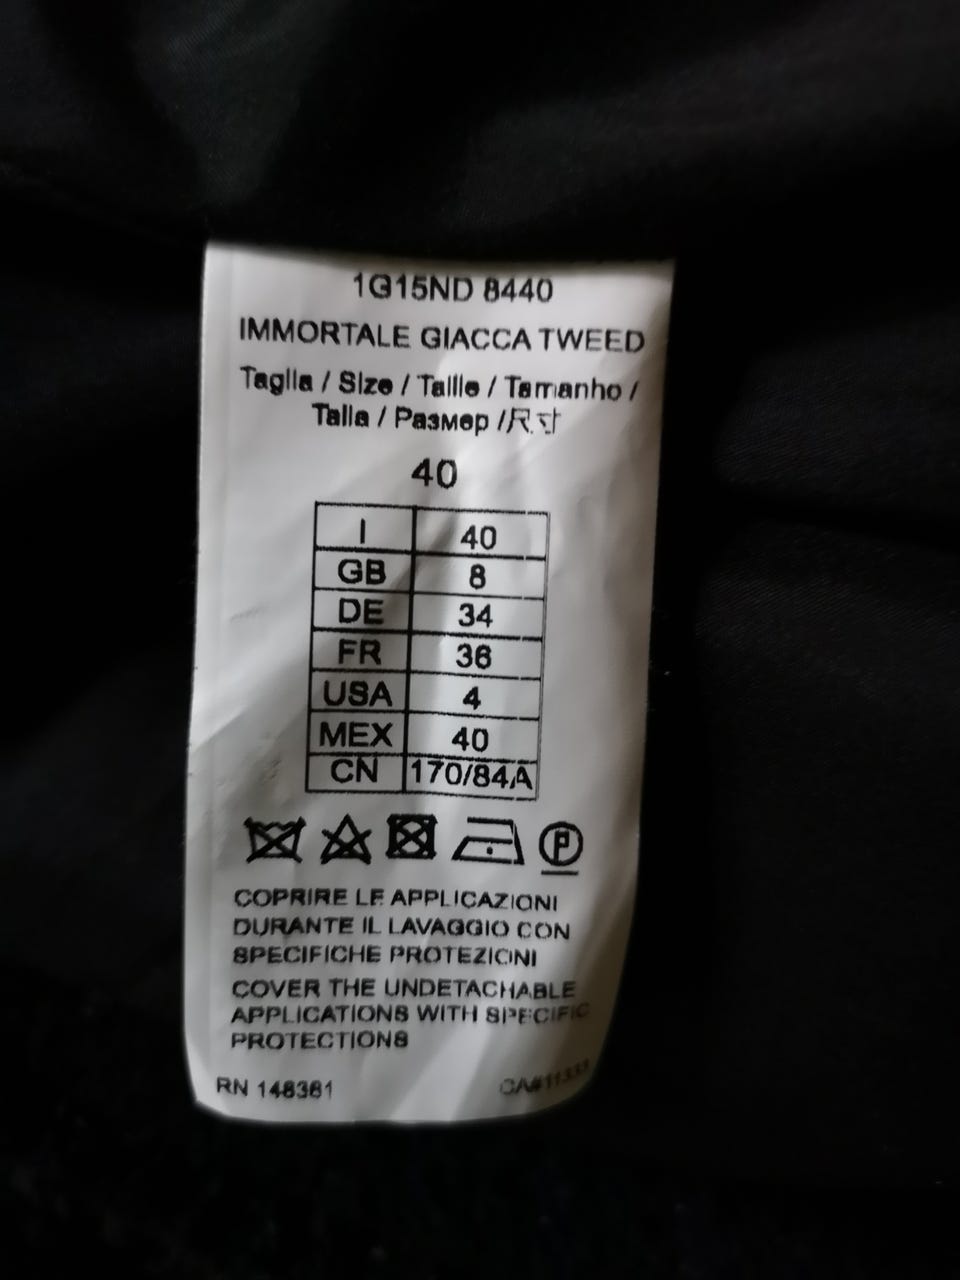 1G15ND 8440
IMMORTALE GIACCA TWEED
Taglia / Size / Taille / Tamanho /
Talla / Размер /尺寸
40
I 40
GB 8
DE 34
FR 36
USA 4
MEX 40
CN 170/84A
P
COPRIRE LE APPLICAZIONI
DURANTE IL LAVAGGIO CON
SPECIFICHE PROTEZIONI
COVER THE UNDETACHABLE
APPLICATIONS WITH SPECIFIC
PROTECTIONS
RN 148361 CA#11333